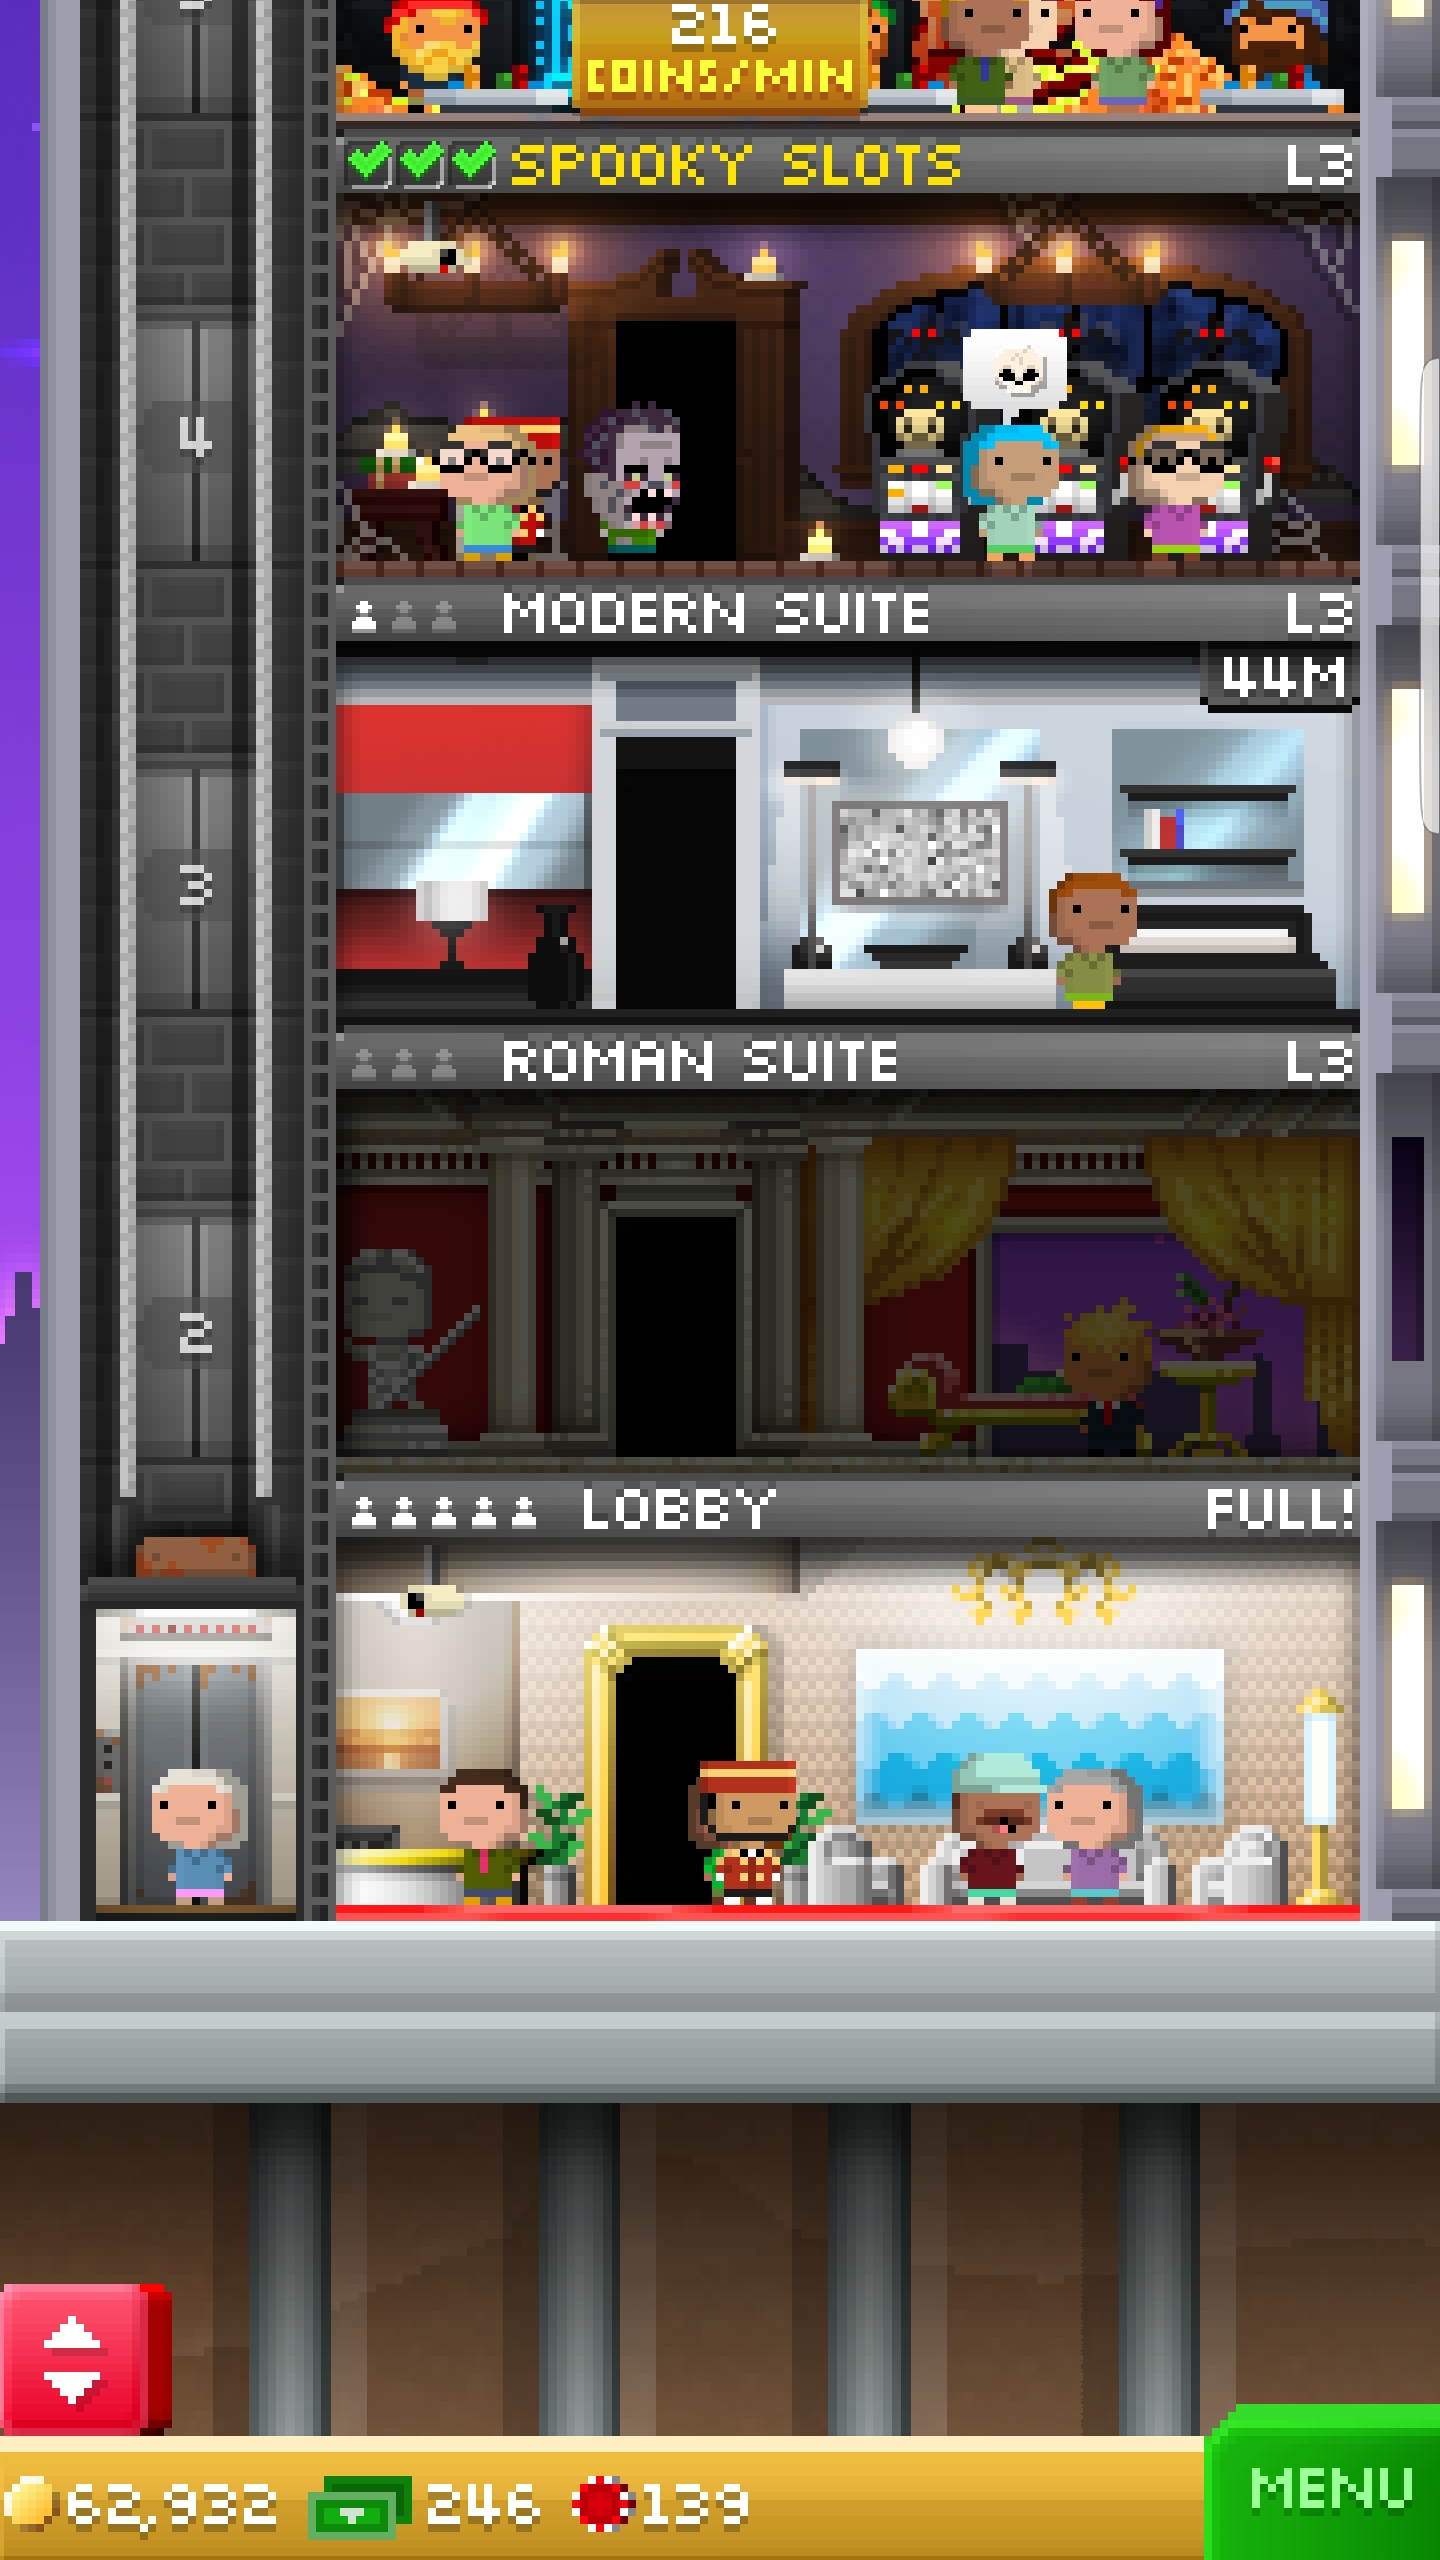 216
COINS/MIN
SPOOKY SLOTS L3
4
MODERN SUITE L3
44M
3
ROMAN SUITE L3
2
LOBBY FULL!
62,932 246 139
MENU